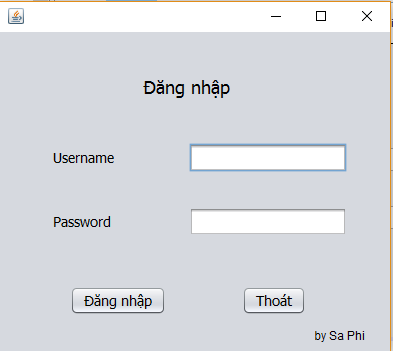 Đăng nhập
Username
Password
Đăng nhập Thoát
by Sa Phi